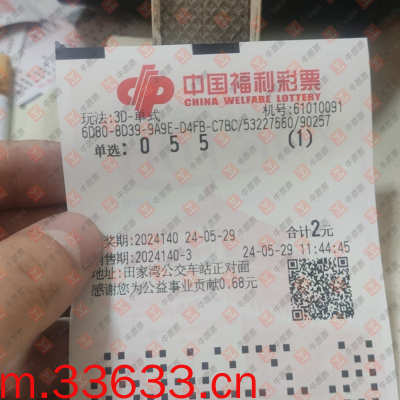 中国福利彩票
CHINA WELFARE LOTTERY
玩法:3D-单式 机号:61010091
6D80-8D39-9A9E-D4FB-C7BC/53227560/90257
单选: 0 5 5 (1)
奖期:2024140 24-05-29 合计2元
售期:2024140-3 24-05-29 11:44:45
地址:田家湾公交车站正对面
感谢您为公益事业贡献0.68元
m.33633.cn